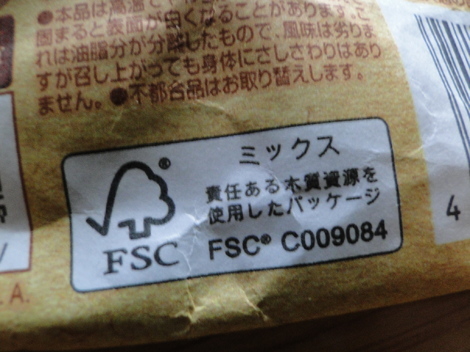 ●本品は高温で
固まると表面が白くなることがあります。こ
れは油脂分が分離したもので、風味は劣りま
すが召し上がっても身体にさしさわりはあり
ません。●不都合品はお取り替えします。
ミックス
責任ある木質資源を
使用したパッケージ
FSC® C009084
®
FSC
4
A.